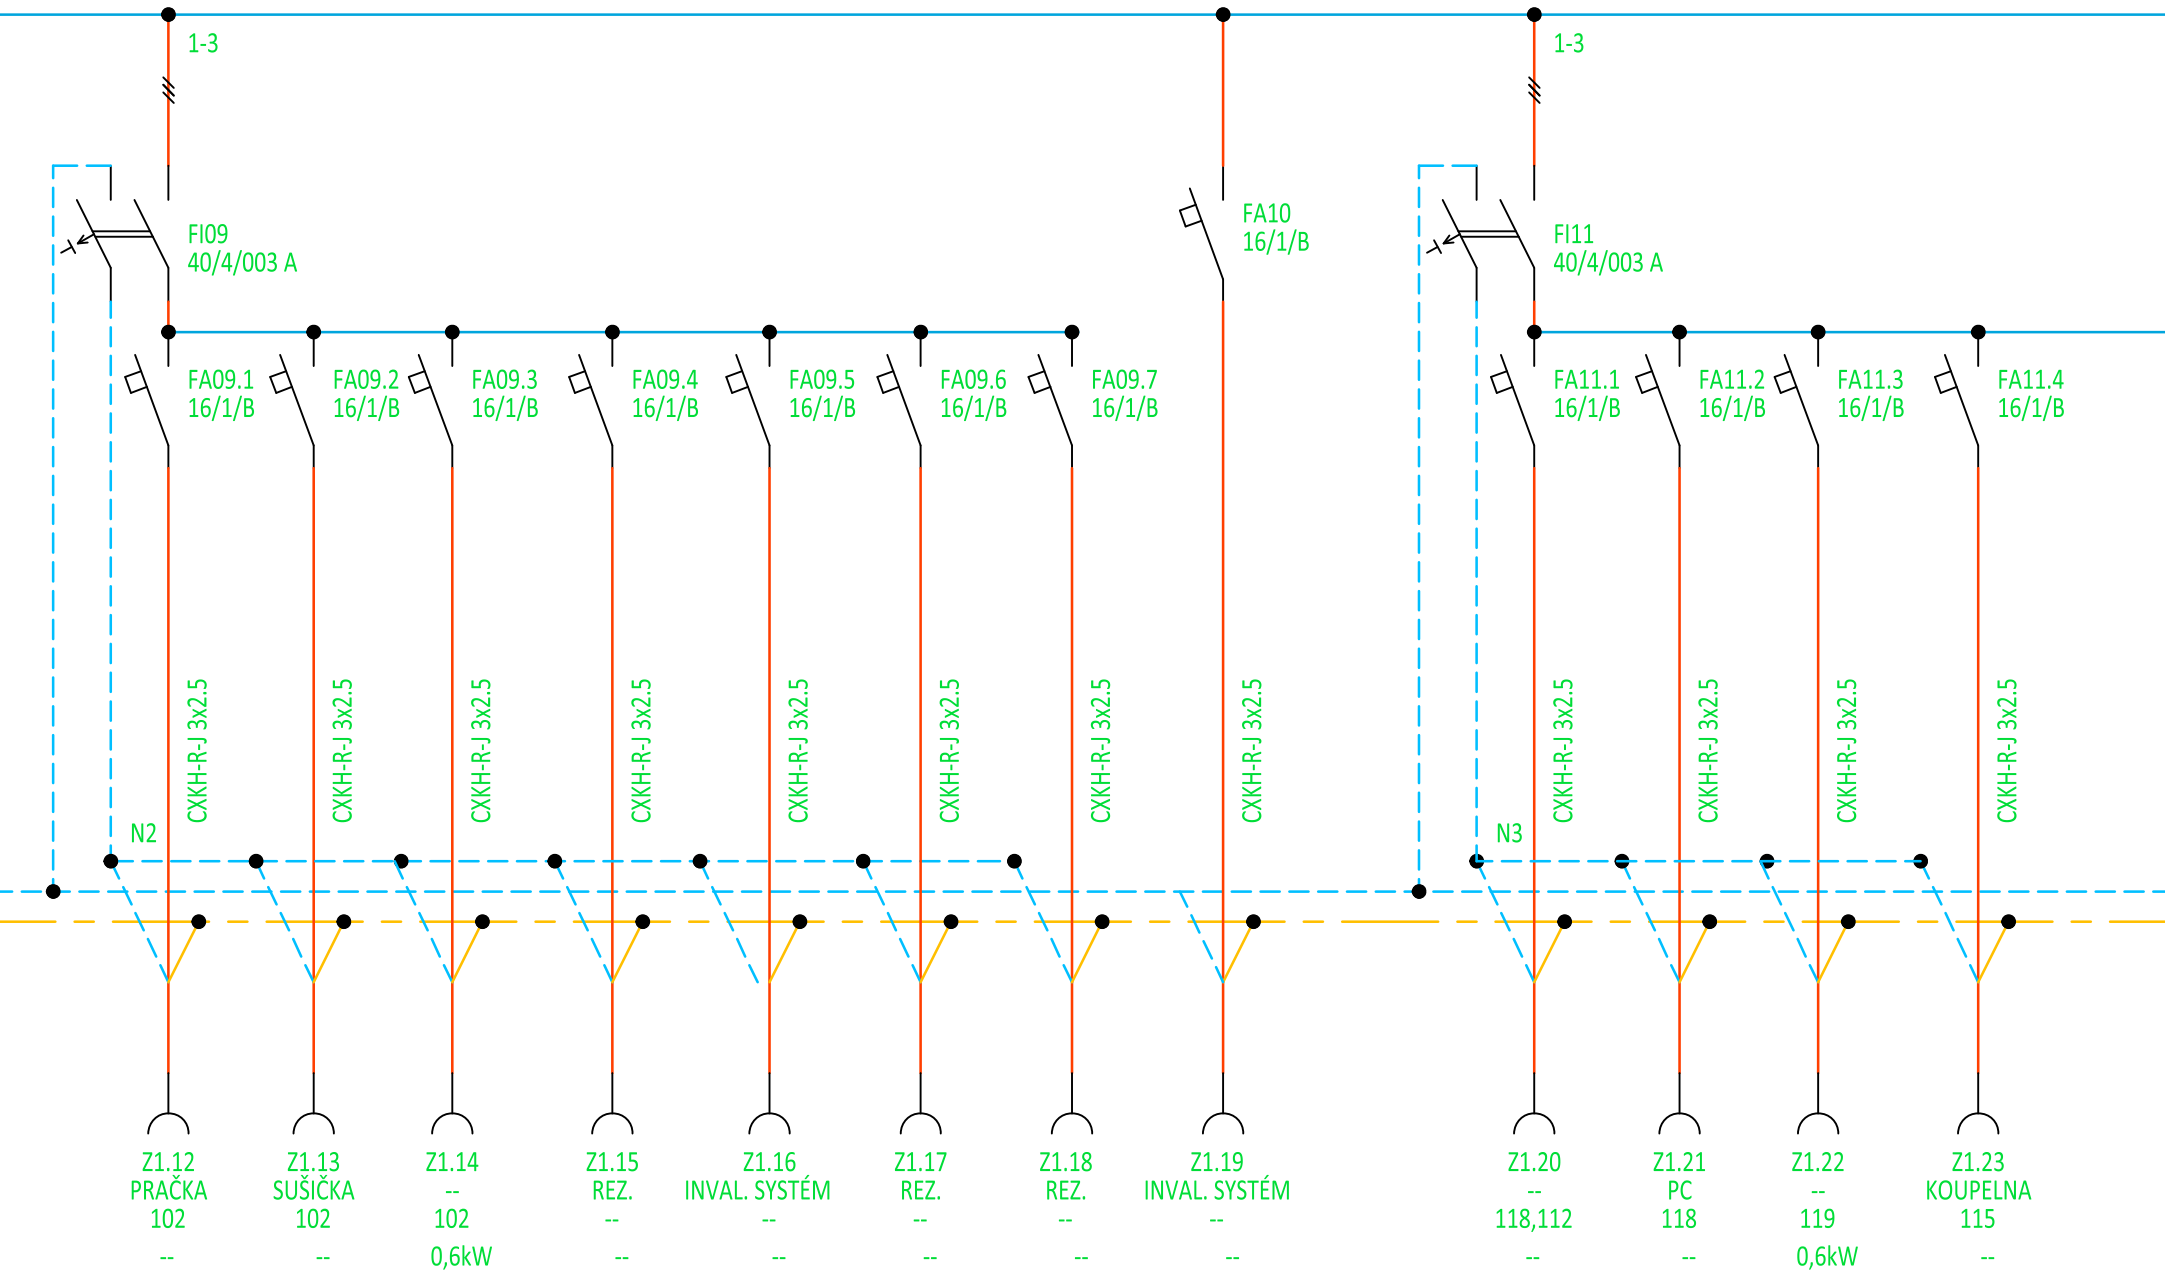 1-3
1-3
FI09
40/4/003 A
FA10
16/1/B
FI11
40/4/003 A
FA09.1
16/1/B
FA09.2
16/1/B
FA09.3
16/1/B
FA09.4
16/1/B
FA09.5
16/1/B
FA09.6
16/1/B
FA09.7
16/1/B
FA11.1
16/1/B
FA11.2
16/1/B
FA11.3
16/1/B
FA11.4
16/1/B
CXKH-R-J 3x2.5
CXKH-R-J 3x2.5
CXKH-R-J 3x2.5
CXKH-R-J 3x2.5
CXKH-R-J 3x2.5
CXKH-R-J 3x2.5
CXKH-R-J 3x2.5
CXKH-R-J 3x2.5
CXKH-R-J 3x2.5
CXKH-R-J 3x2.5
CXKH-R-J 3x2.5
CXKH-R-J 3x2.5
N2
N3
Z1.12
PRAČKA
102
--
Z1.13
SUŠIČKA
102
--
Z1.14
--
102
0,6kW
Z1.15
REZ.
--
--
Z1.16
INVAL. SYSTÉM
--
--
Z1.17
REZ.
--
--
Z1.18
REZ.
--
--
Z1.19
INVAL. SYSTÉM
--
--
Z1.20
--
118,112
--
Z1.21
PC
118
--
Z1.22
--
119
0,6kW
Z1.23
KOUPELNA
115
--